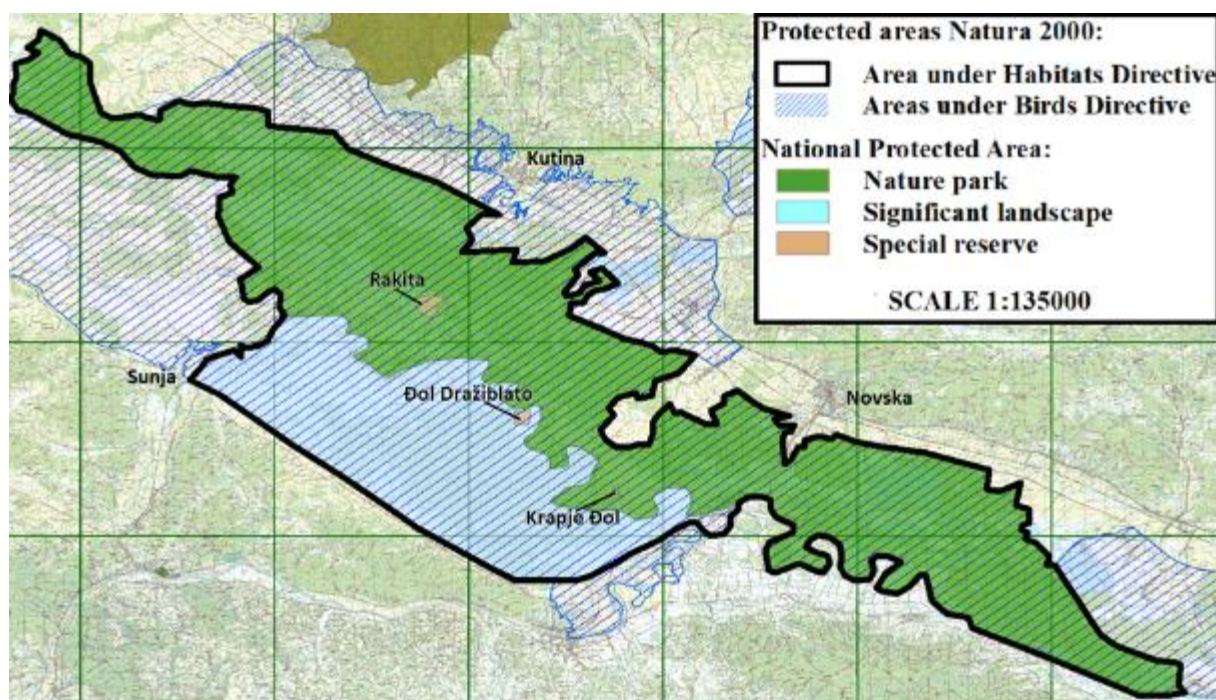 Protected areas Natura 2000:
Area under Habitats Directive
Areas under Birds Directive
National Protected Area:
Nature park
Significant landscape
Special reserve
SCALE 1:135000
Kutina
Rakita
Sunja
Đol Dražiblato
Novska
Krapje Đol